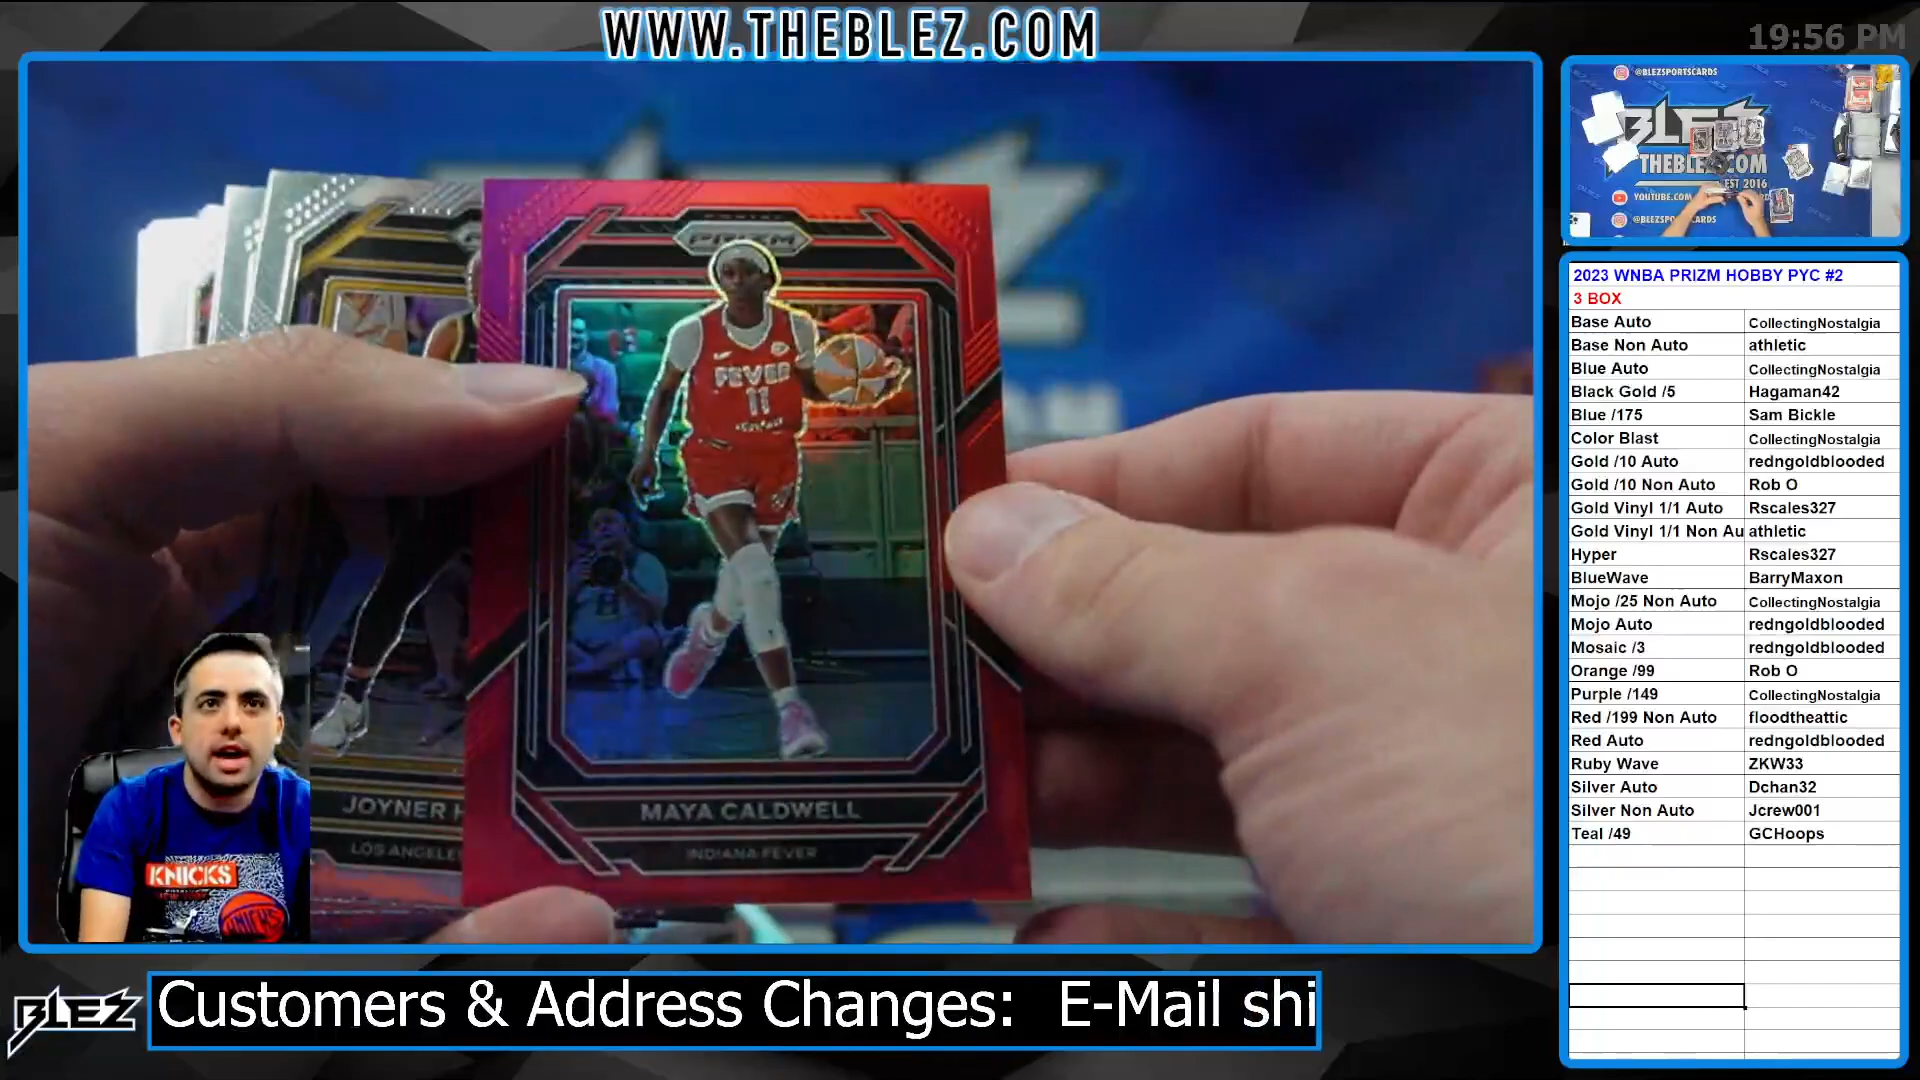 WWW.THEBLEZ.COM
19:56 PM
@BLEZSPORTSCARDS
BLEZ
THEBLEZ.COM
EST 2016
YOUTUBE.COM
@BLEZSPO CARDS
PRIZM
FEVER
11
JOYNER H
LOS ANGELE
MAYA CALDWELL
INDIANA FEVER
KNICKS
2023 WNBA PRIZM HOBBY PYC #2
3 BOX
Base Auto CollectingNostalgia
Base Non Auto athletic
Blue Auto CollectingNostalgia
Black Gold /5 Hagaman42
Blue /175 Sam Bickle
Color Blast CollectingNostalgia
Gold /10 Auto redngoldblooded
Gold /10 Non Auto Rob O
Gold Vinyl 1/1 Auto Rscales327
Gold Vinyl 1/1 Non Au athletic
Hyper Rscales327
BlueWave BarryMaxon
Mojo /25 Non Auto CollectingNostalgia
Mojo Auto redngoldblooded
Mosaic /3 redngoldblooded
Orange /99 Rob O
Purple /149 CollectingNostalgia
Red /199 Non Auto floodtheattic
Red Auto redngoldblooded
Ruby Wave ZKW33
Silver Auto Dchan32
Silver Non Auto Jcrew001
Teal /49 GCHoops
BLEZ
Customers & Address Changes: E-Mail shi